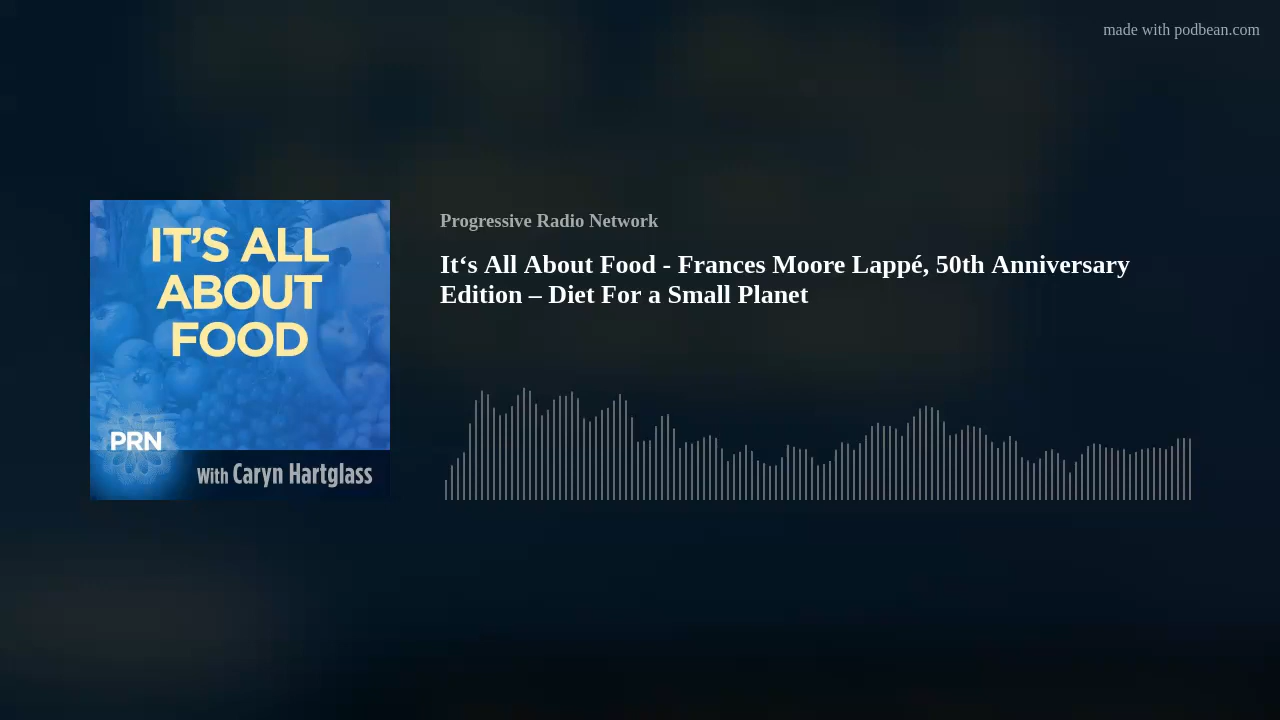 made with podbean.com
IT’S ALL
ABOUT
FOOD
PRN
With Caryn Hartglass
Progressive Radio Network
It‘s All About Food - Frances Moore Lappé, 50th Anniversary
Edition – Diet For a Small Planet